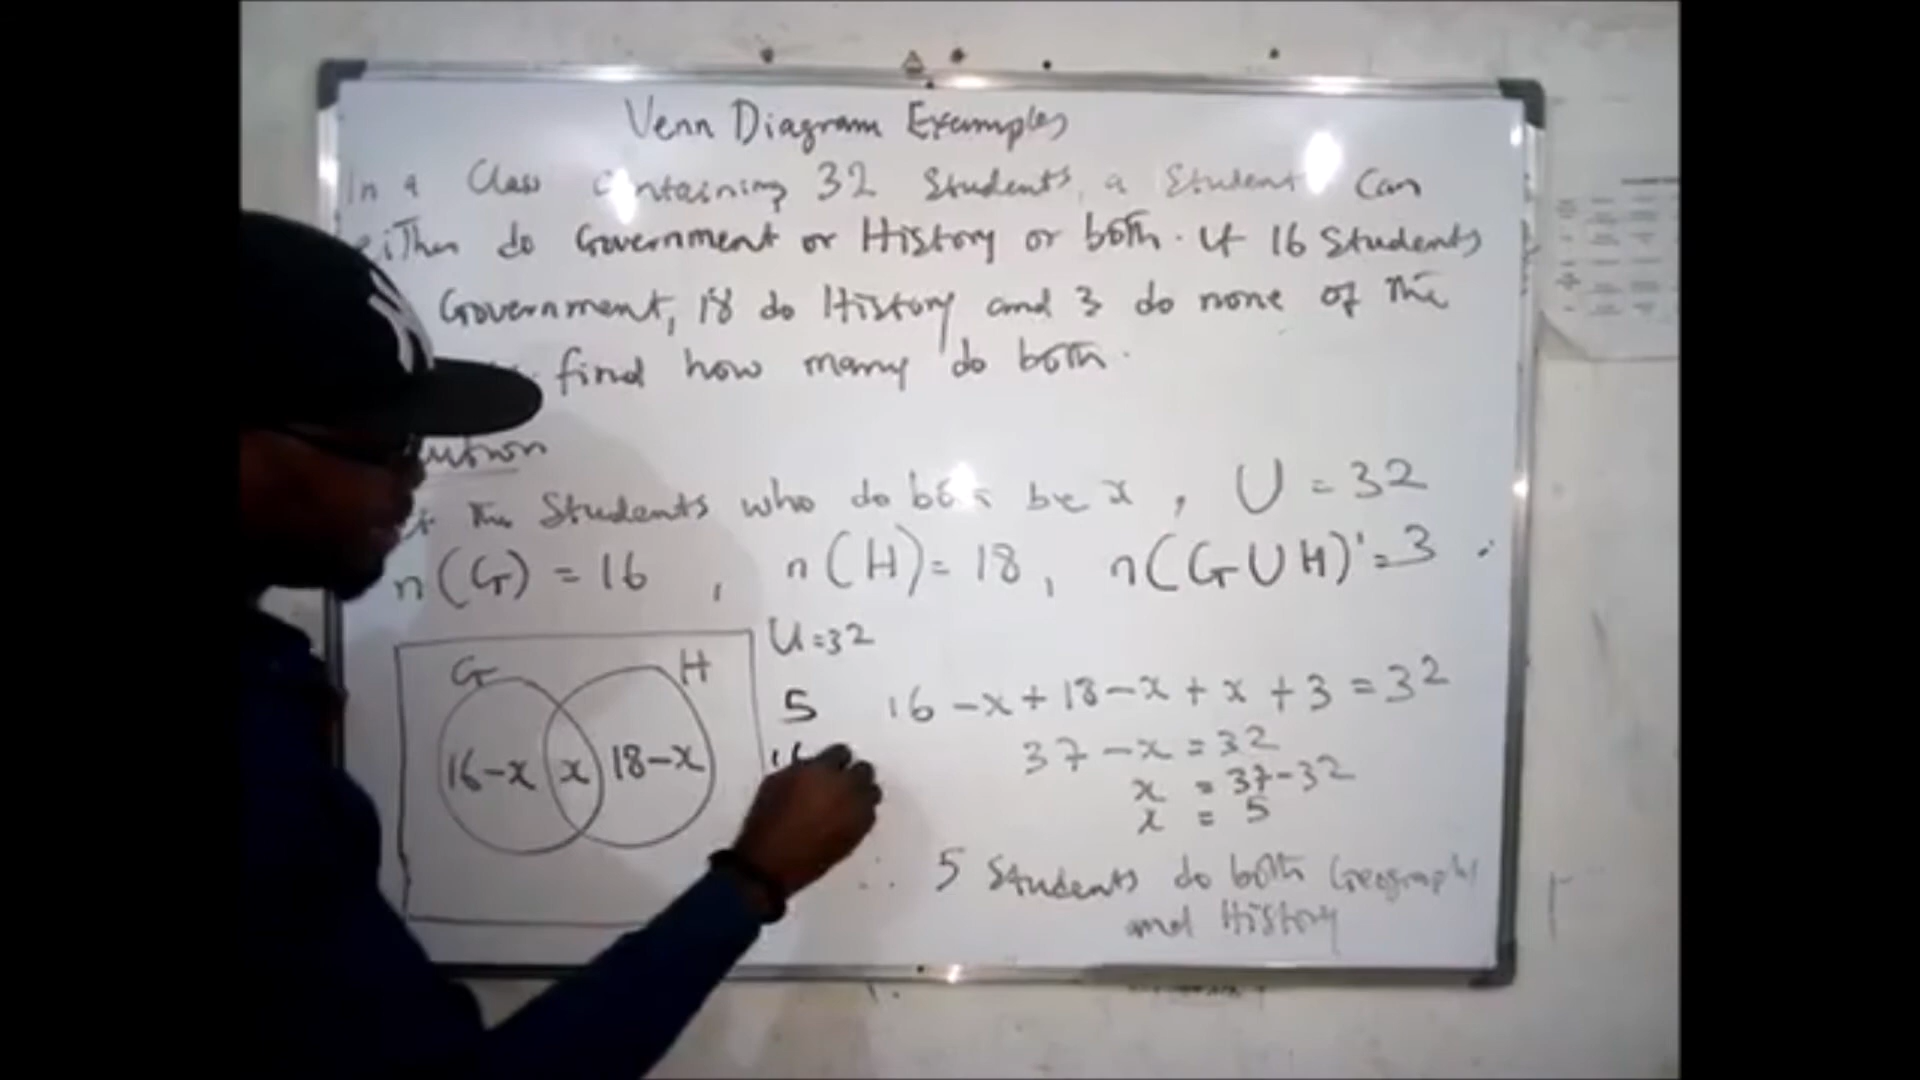 Venn Diagram Examples
In a Class containing 32 Students, a Student Can
either do Government or History or both. If 16 Students
Government, 18 do History and 3 do none of the
find how many do both.
the Students who do both be x, U = 32
n(G) = 16, n(H) = 18, n(G∪H)' = 3
U = 32
G H
16-x x 18-x
5
16
16-x+18-x+x+3=32
37-x=32
x = 37-32
x = 5
∴ 5 Students do both Geography
and History